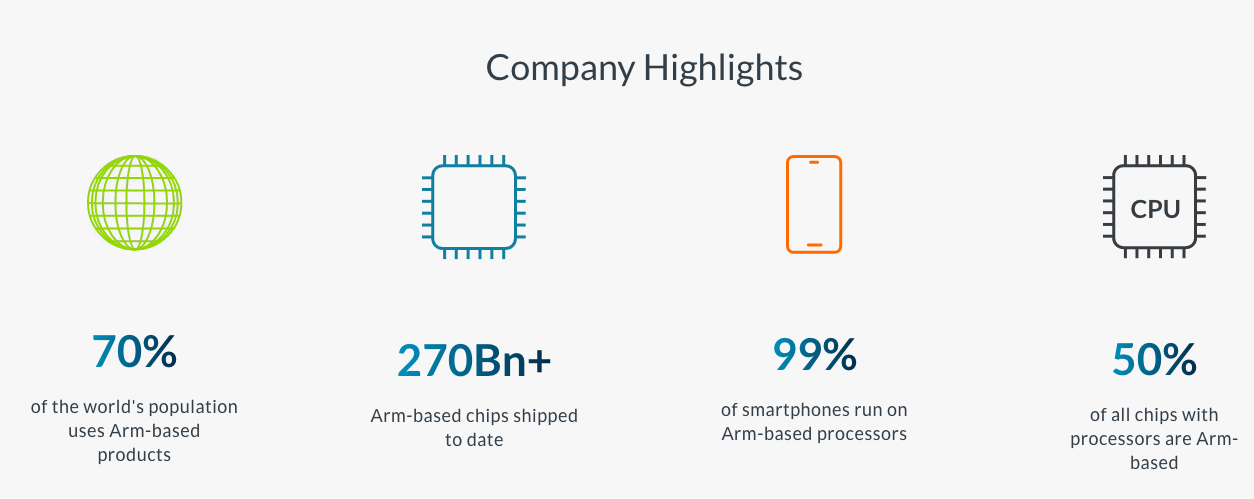 Company Highlights
CPU
70%
of the world's population
uses Arm-based
products
270Bn+
Arm-based chips shipped
to date
99%
of smartphones run on
Arm-based processors
50%
of all chips with
processors are Arm-
based